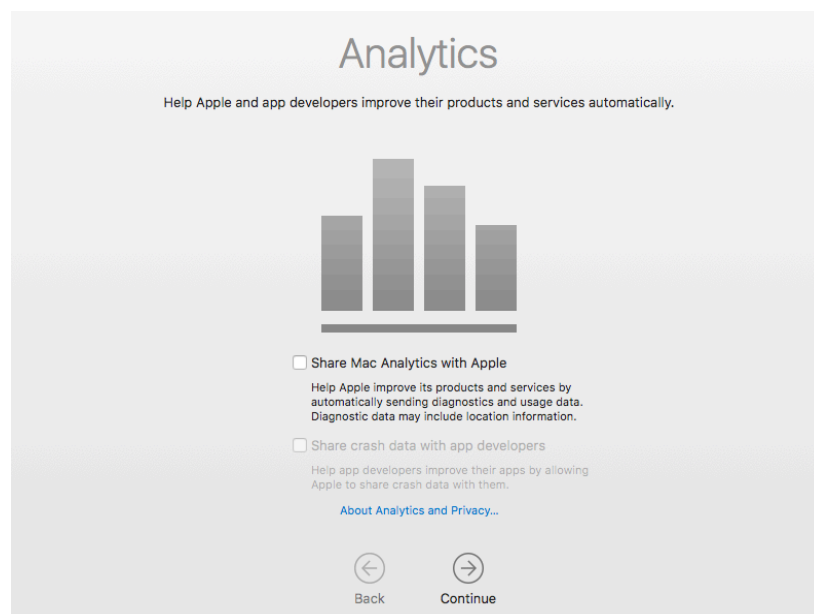 Analytics
Help Apple and app developers improve their products and services automatically.
Share Mac Analytics with Apple
Help Apple improve its products and services by
automatically sending diagnostics and usage data.
Diagnostic data may include location information.
Share crash data with app developers
Help app developers improve their apps by allowing
Apple to share crash data with them.
About Analytics and Privacy...
Back Continue